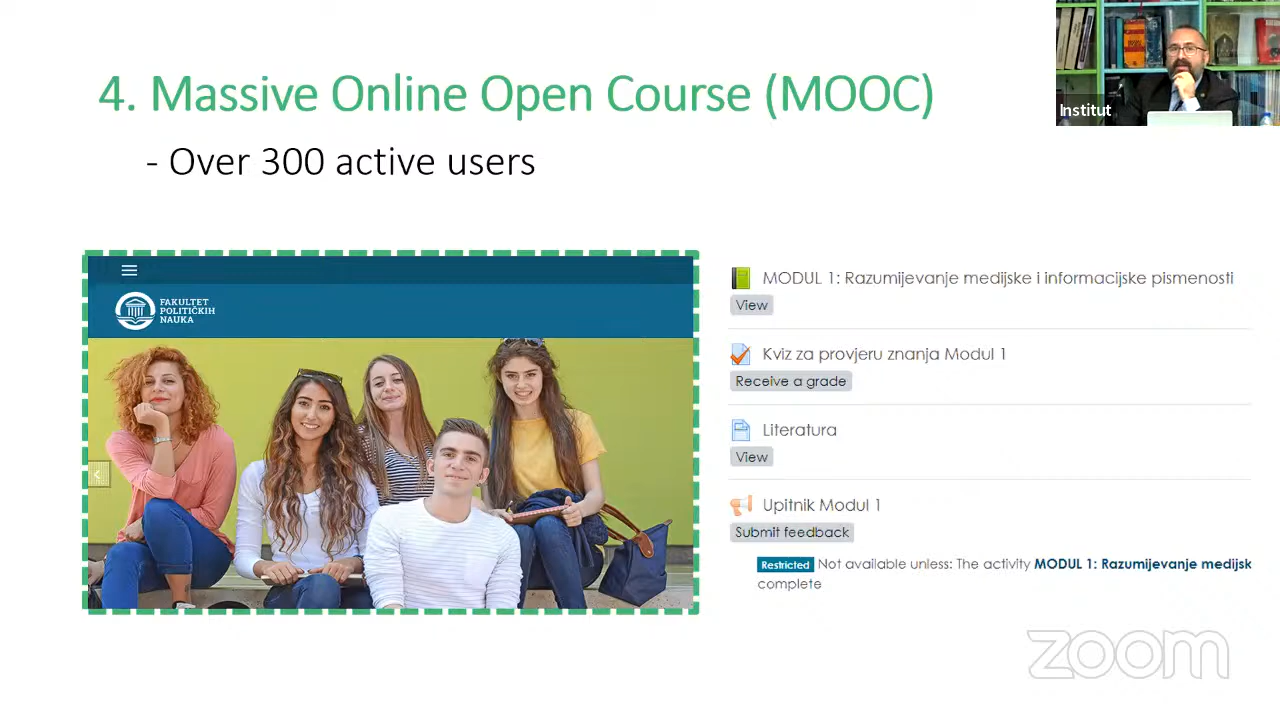 4. Massive Online Open Course (MOOC)
- Over 300 active users
Institut
FAKULTET
POLITIČKIH
NAUKA
MODUL 1: Razumijevanje medijske i informacijske pismenosti
View
Kviz za provjeru znanja Modul 1
Receive a grade
Literatura
View
Upitnik Modul 1
Submit feedback
Restricted Not available unless: The activity MODUL 1: Razumijevanje medijsk
complete
zoom